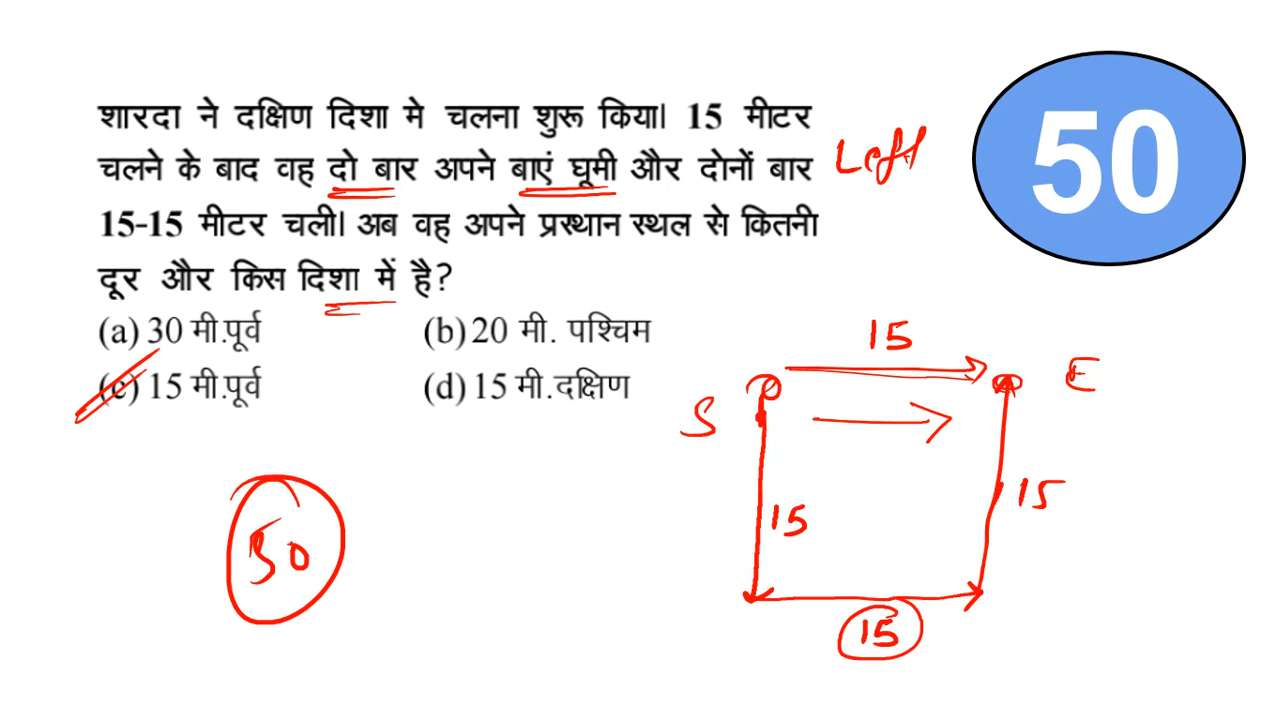 शारदा ने दक्षिण दिशा मे चलना शुरू किया। 15 मीटर
चलने के बाद वह दो बार अपने बाएं घूमी और दोनों बार
15-15 मीटर चली। अब वह अपने प्रस्थान स्थल से कितनी
दूर और किस दिशा में है?
(a) 30 मी.पूर्व
(b) 20 मी. पश्चिम
(c) 15 मी.पूर्व
(d) 15 मी.दक्षिण
Left
50
15
S
E
15
15
15
50